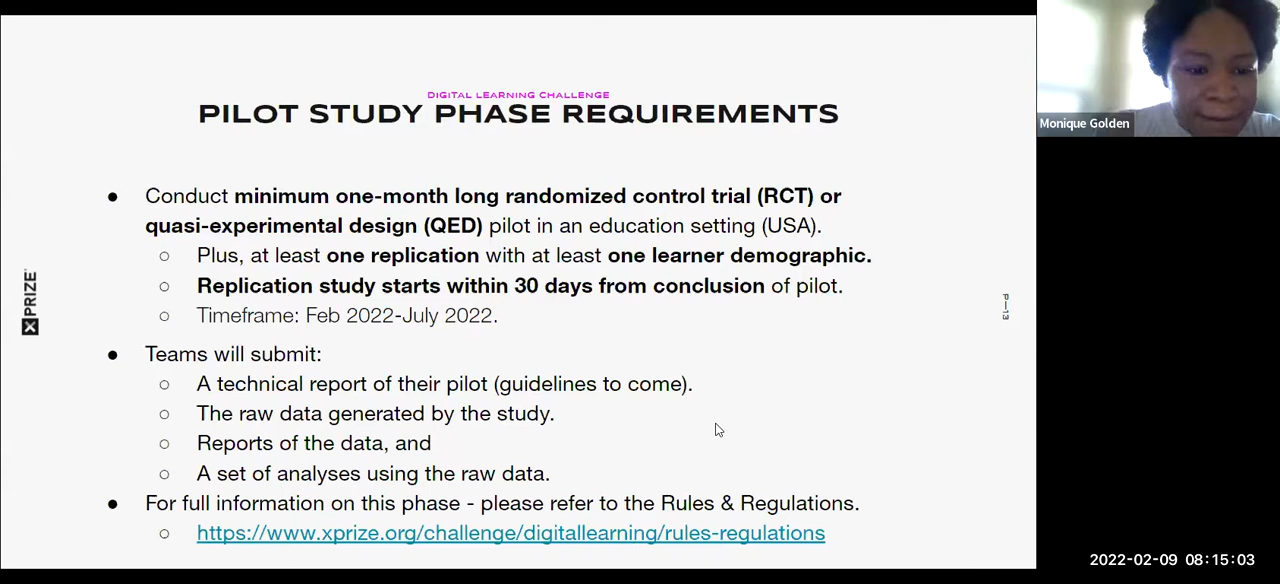 DIGITAL LEARNING CHALLENGE
PILOT STUDY PHASE REQUIREMENTS
● Conduct minimum one-month long randomized control trial (RCT) or
quasi-experimental design (QED) pilot in an education setting (USA).
○ Plus, at least one replication with at least one learner demographic.
○ Replication study starts within 30 days from conclusion of pilot.
○ Timeframe: Feb 2022-July 2022.
● Teams will submit:
○ A technical report of their pilot (guidelines to come).
○ The raw data generated by the study.
○ Reports of the data, and
○ A set of analyses using the raw data.
● For full information on this phase - please refer to the Rules & Regulations.
○ https://www.xprize.org/challenge/digitallearning/rules-regulations
XPRIZE
P—13
Monique Golden
2022-02-09 08:15:03